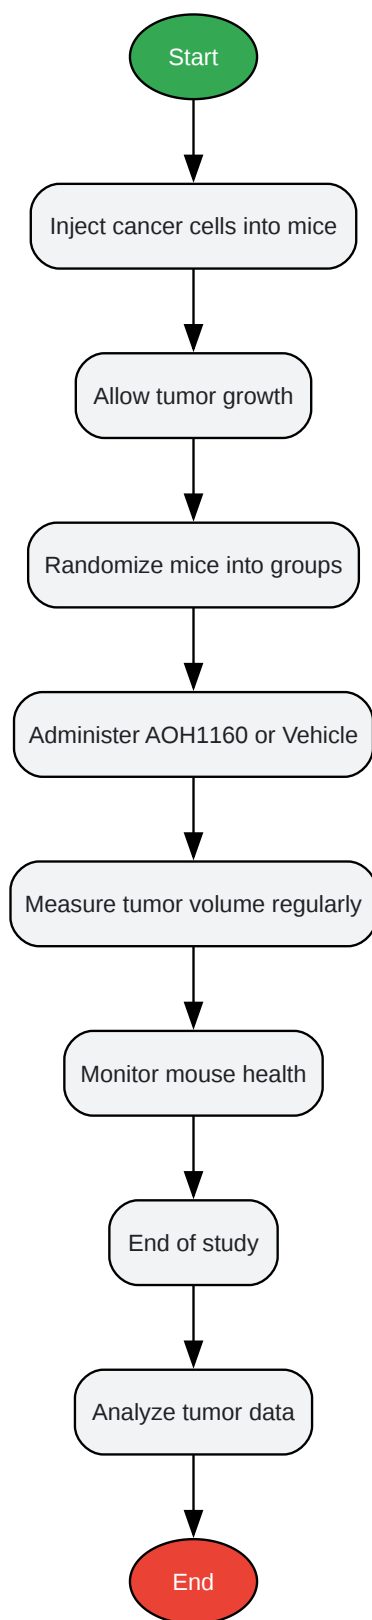 Start
Inject cancer cells into mice
Allow tumor growth
Randomize mice into groups
Administer AOH1160 or Vehicle
Measure tumor volume regularly
Monitor mouse health
End of study
Analyze tumor data
End